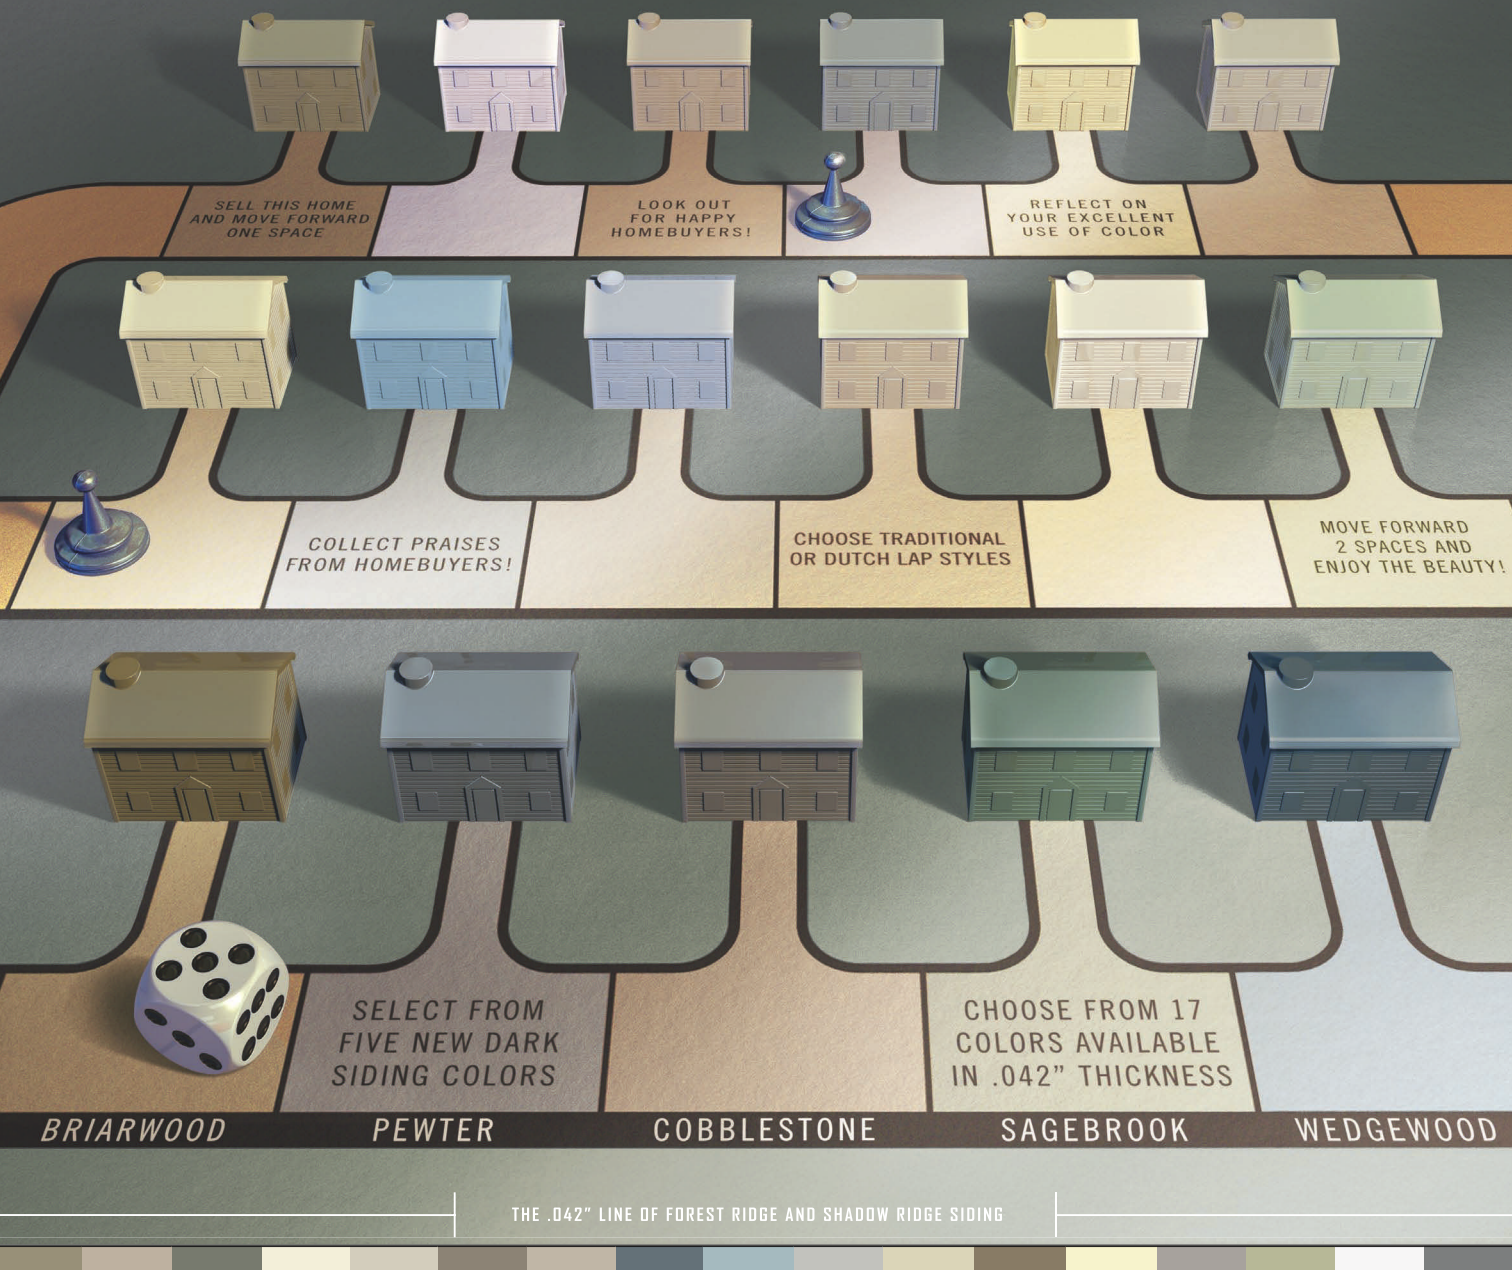 SELL THIS HOME
AND MOVE FORWARD
ONE SPACE
LOOK OUT
FOR HAPPY
HOMEBUYERS!
REFLECT ON
YOUR EXCELLENT
USE OF COLOR
COLLECT PRAISES
FROM HOMEBUYERS!
CHOOSE TRADITIONAL
OR DUTCH LAP STYLES
MOVE FORWARD
2 SPACES AND
ENJOY THE BEAUTY!
SELECT FROM
FIVE NEW DARK
SIDING COLORS
CHOOSE FROM 17
COLORS AVAILABLE
IN .042” THICKNESS
BRIARWOOD
PEWTER
COBBLESTONE
SAGEBROOK
WEDGEWOOD
THE .042” LINE OF FOREST RIDGE AND SHADOW RIDGE SIDING